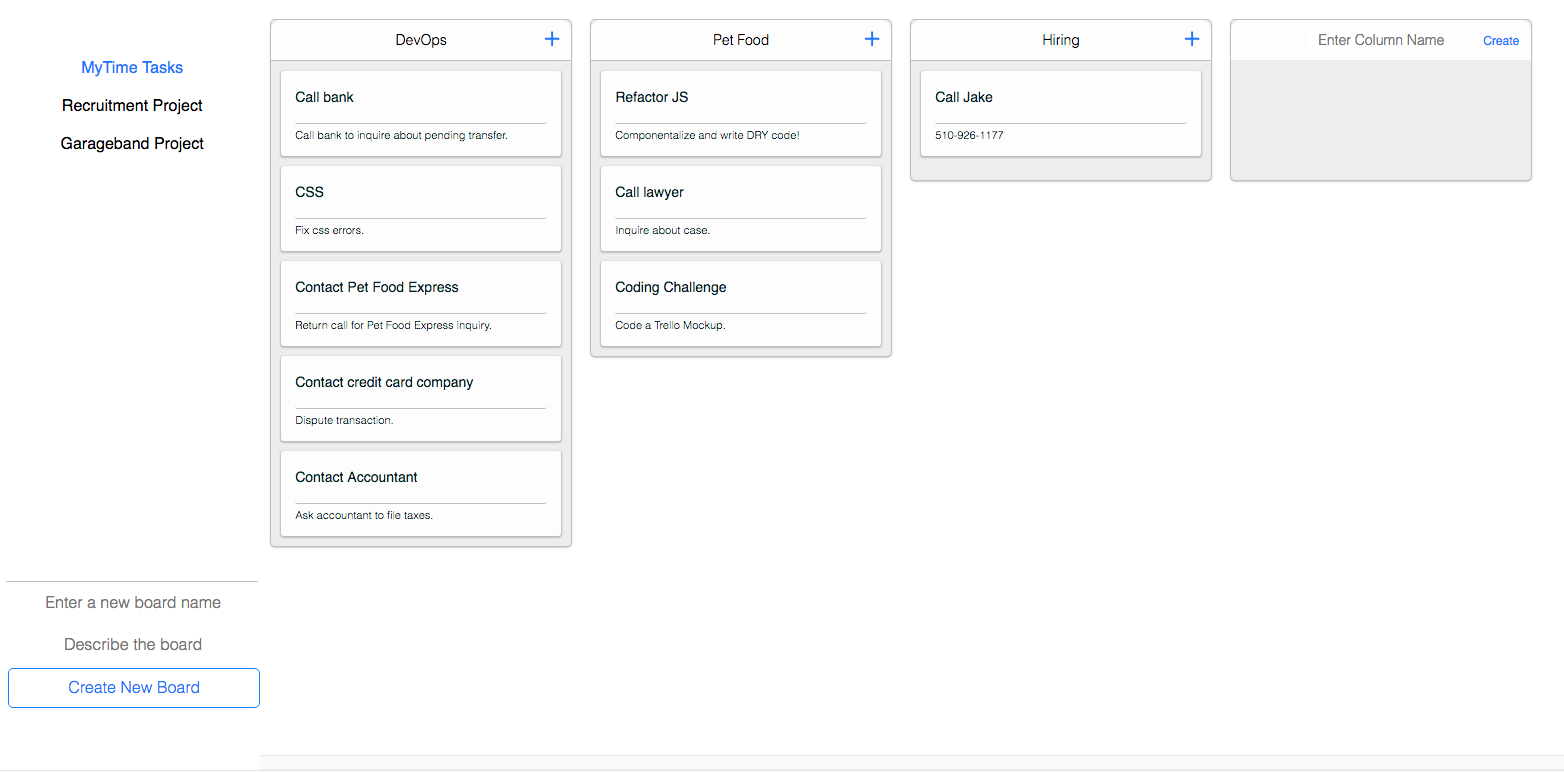 MyTime Tasks
Recruitment Project
Garageband Project
Enter a new board name
Describe the board
Create New Board
DevOps
Call bank
Call bank to inquire about pending transfer.
CSS
Fix css errors.
Contact Pet Food Express
Return call for Pet Food Express inquiry.
Contact credit card company
Dispute transaction.
Contact Accountant
Ask accountant to file taxes.
Pet Food
Refactor JS
Componentalize and write DRY code!
Call lawyer
Inquire about case.
Coding Challenge
Code a Trello Mockup.
Hiring
Call Jake
510-926-1177
Enter Column Name
Create